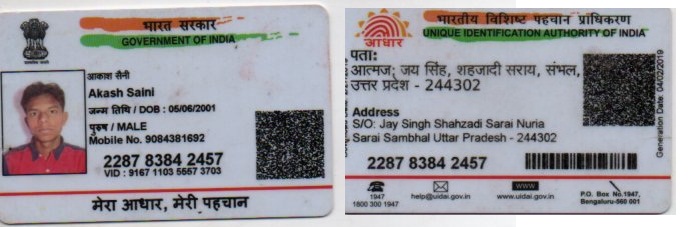 भारत सरकार
GOVERNMENT OF INDIA
आकाश सैनी
Akash Saini
जन्म तिथि / DOB : 05/06/2001
पुरुष / MALE
Mobile No. 9084381692
2287 8384 2457
VID : 9167 1103 5567 3703
मेरा आधार, मेरी पहचान
भारतीय विशिष्ट पहचान प्राधिकरण
UNIQUE IDENTIFICATION AUTHORITY OF INDIA
आधार
पता:
आत्मज: जय सिंह, शहजादी सराय, संभल,
उत्तर प्रदेश - 244302
Address
S/O: Jay Singh Shahzadi Sarai Nuria
Sarai Sambhal Uttar Pradesh - 244302
Generation Date: 04/02/2019
2287 8384 2457
1947
1800 300 1947
help@uidai.gov.in
www
www.uidai.gov.in
P.O. Box No.1947,
Bengaluru-560 001